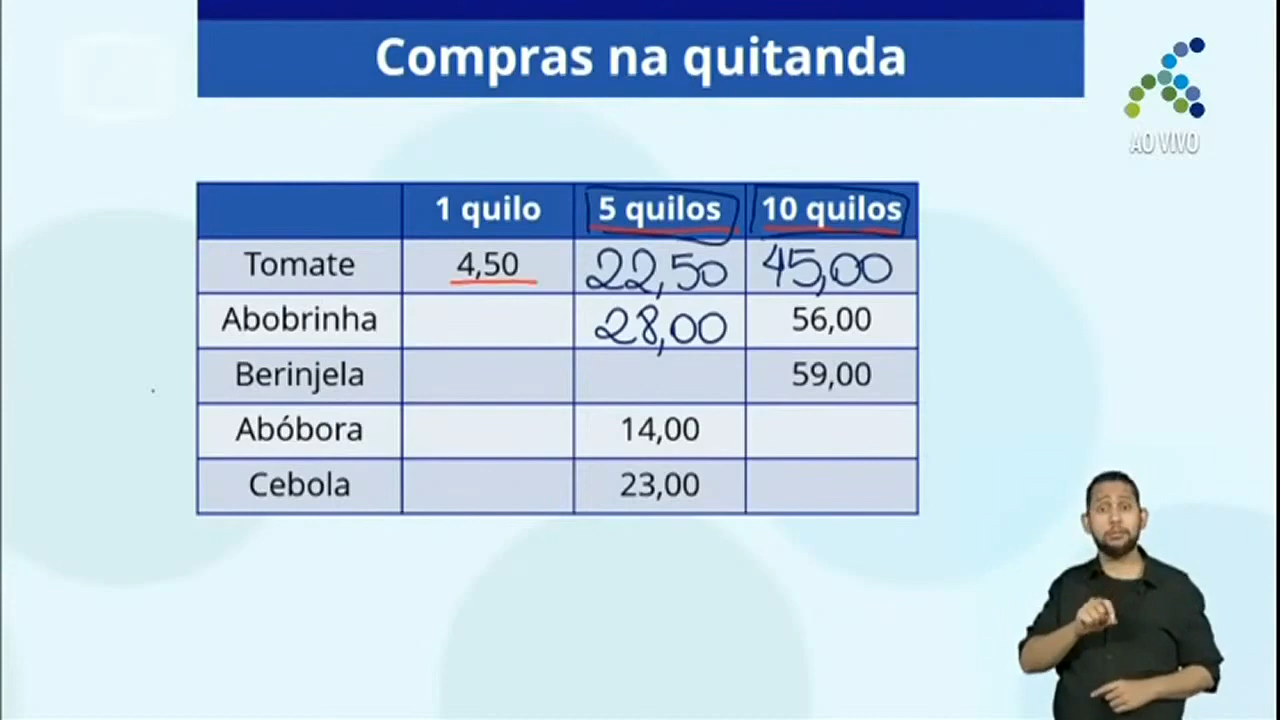 Compras na quitanda
AO VIVO
1 quilo 5 quilos 10 quilos
Tomate 4,50 22,50 45,00
Abobrinha 28,00 56,00
Berinjela 59,00
Abóbora 14,00
Cebola 23,00